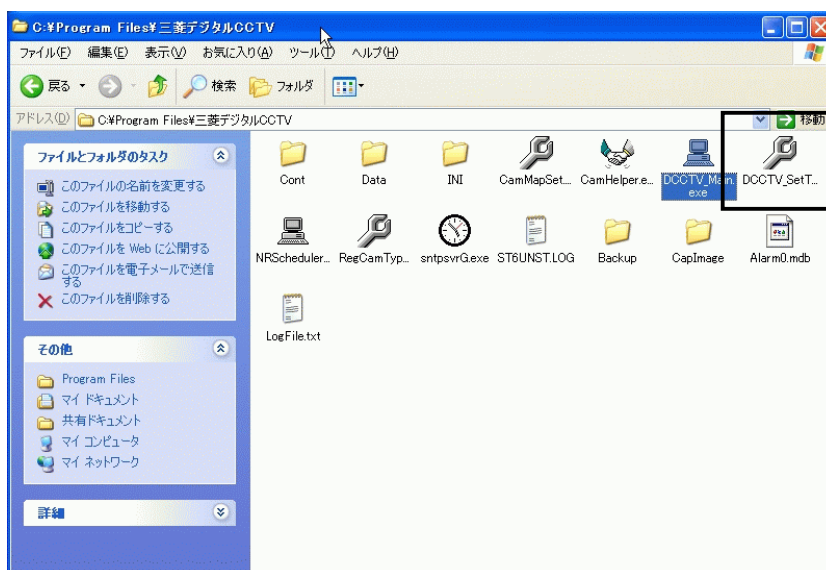 C:¥Program Files¥三菱デジタルCCTV
ファイル(F) 編集(E) 表示(V) お気に入り(A) ツール(T) ヘルプ(H)
戻る 検索 フォルダ
アドレス(D) C:¥Program Files¥三菱デジタルCCTV 移動
ファイルとフォルダのタスク
このファイルの名前を変更する
このファイルを移動する
このファイルをコピーする
このファイルを Web に公開する
このファイルを電子メールで送信
する
このファイルを削除する
その他
Program Files
マイ ドキュメント
共有ドキュメント
マイ コンピュータ
マイ ネットワーク
詳細
Cont Data INI CamMapSet... CamHelper.e... DCCTV_Main.
exe
DCCTV_SetT...
NRScheduler... RegCamTyp... sntpsvrG.exe ST6UNST.LOG Backup CapImage Alarm0.mdb
LogFile.txt